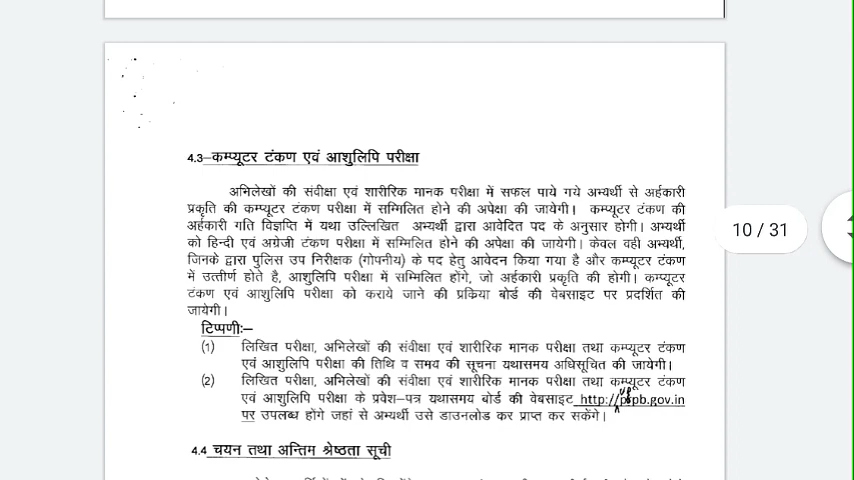 4.3–कम्प्यूटर टंकण एवं आशुलिपि परीक्षा
अभिलेखों की संवीक्षा एवं शारीरिक मानक परीक्षा में सफल पाये गये अभ्यर्थी से अर्हकारी
प्रकृति की कम्प्यूटर टंकण परीक्षा में सम्मिलित होने की अपेक्षा की जायेगी। कम्प्यूटर टंकण की
अर्हकारी गति विज्ञप्ति में यथा उल्लिखित अभ्यर्थी द्वारा आवेदित पद के अनुसार होगी। अभ्यर्थी
को हिन्दी एवं अग्रेजी टंकण परीक्षा में सम्मिलित होने की अपेक्षा की जायेगी। केवल वही अभ्यर्थी,
जिनके द्वारा पुलिस उप निरीक्षक (गोपनीय) के पद हेतु आवेदन किया गया है और कम्प्यूटर टंकण
में उत्तीर्ण होते है, आशुलिपि परीक्षा में सम्मिलित होंगे, जो अर्हकारी प्रकृति की होगी। कम्प्यूटर
टंकण एवं आशुलिपि परीक्षा को कराये जाने की प्रकिया बोर्ड की वेबसाइट पर प्रदर्शित की
जायेगी।
टिप्पणीः–
(1) लिखित परीक्षा, अभिलेखों की संवीक्षा एवं शारीरिक मानक परीक्षा तथा कम्प्यूटर टंकण
एवं आशुलिपि परीक्षा की तिथि व समय की सूचना यथासमय अधिसूचित की जायेगी।
(2) लिखित परीक्षा, अभिलेखों की संवीक्षा एवं शारीरिक मानक परीक्षा तथा कम्प्यूटर टंकण
एवं आशुलिपि परीक्षा के प्रवेश–पत्र यथासमय बोर्ड की वेबसाइट http://
पर उपलब्ध होंगे जहां से अभ्यर्थी उसे डाउनलोड कर प्राप्त कर सकेंगे।
4.4 चयन तथा अन्तिम श्रेष्ठता सूची
10 / 31